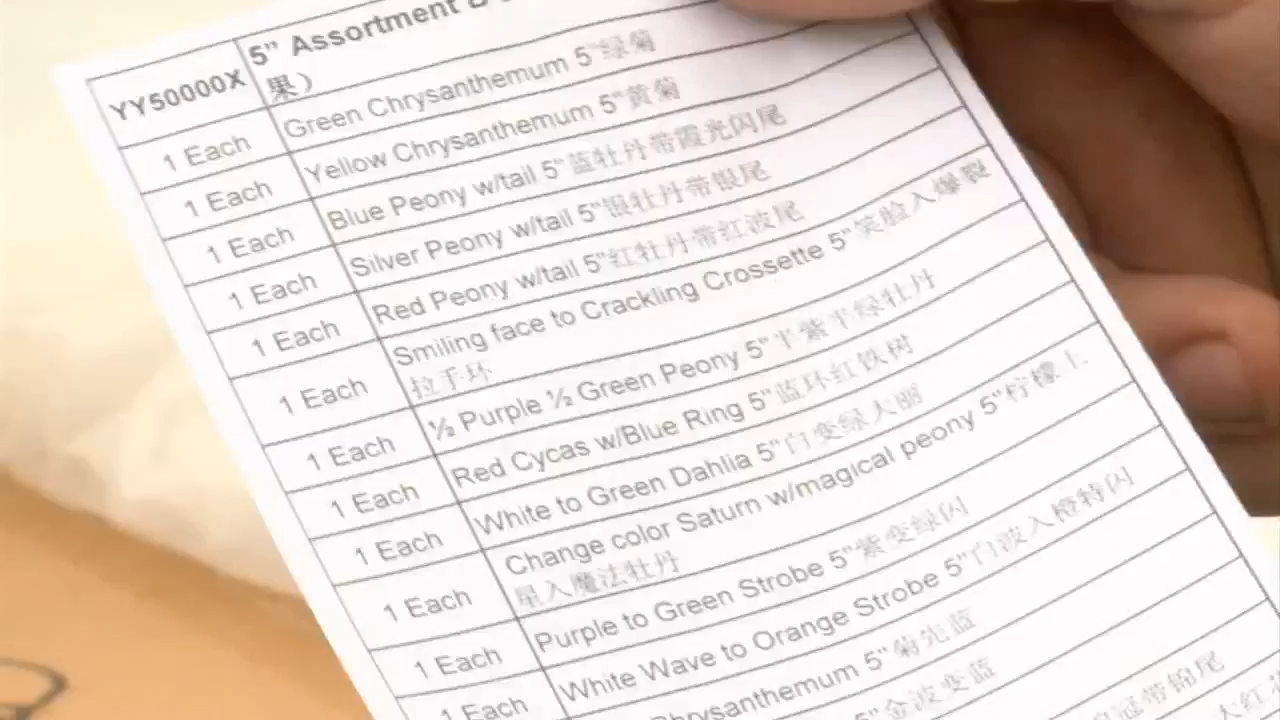 YY50000X 5" Assortment
果）
1 Each Green Chrysanthemum 5"绿菊
1 Each Yellow Chrysanthemum 5"黄菊
1 Each Blue Peony w/tail 5"蓝牡丹带霞光闪尾
1 Each Silver Peony w/tail 5"银牡丹带银尾
1 Each Red Peony w/tail 5"红牡丹带红波尾
1 Each Smiling face to Crackling Crossette 5"笑脸入爆裂
拉手环
1 Each ½ Purple ½ Green Peony 5"半紫半绿牡丹
1 Each Red Cycas w/Blue Ring 5"蓝环红铁树
1 Each White to Green Dahlia 5"白变绿大丽
1 Each Change color Saturn w/magical peony 5"柠檬土
星入魔法牡丹
1 Each Purple to Green Strobe 5"紫变绿闪
1 Each White Wave to Orange Strobe 5"白波入橙特闪
5"菊先蓝
5"金波变蓝
冠带锦尾
大红